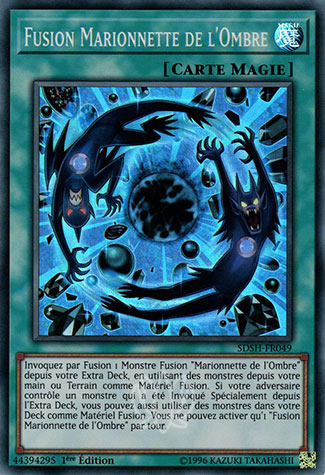 Fusion Marionnette de l'Ombre
[Carte Magie]
SDSH-FR049
Invoquez par Fusion 1 Monstre Fusion "Marionnette de l'Ombre"
depuis votre Extra Deck, en utilisant des monstres depuis votre
main ou Terrain comme Matériel Fusion. Si votre adversaire
contrôle un monstre qui a été Invoqué Spécialement depuis
l'Extra Deck, vous pouvez aussi utiliser des monstres dans votre
Deck comme Matériel Fusion. Vous ne pouvez activer qu'1 "Fusion
Marionnette de l'Ombre" par tour.
44394295 1ère Édition ©1996 KAZUKI TAKAHASHI